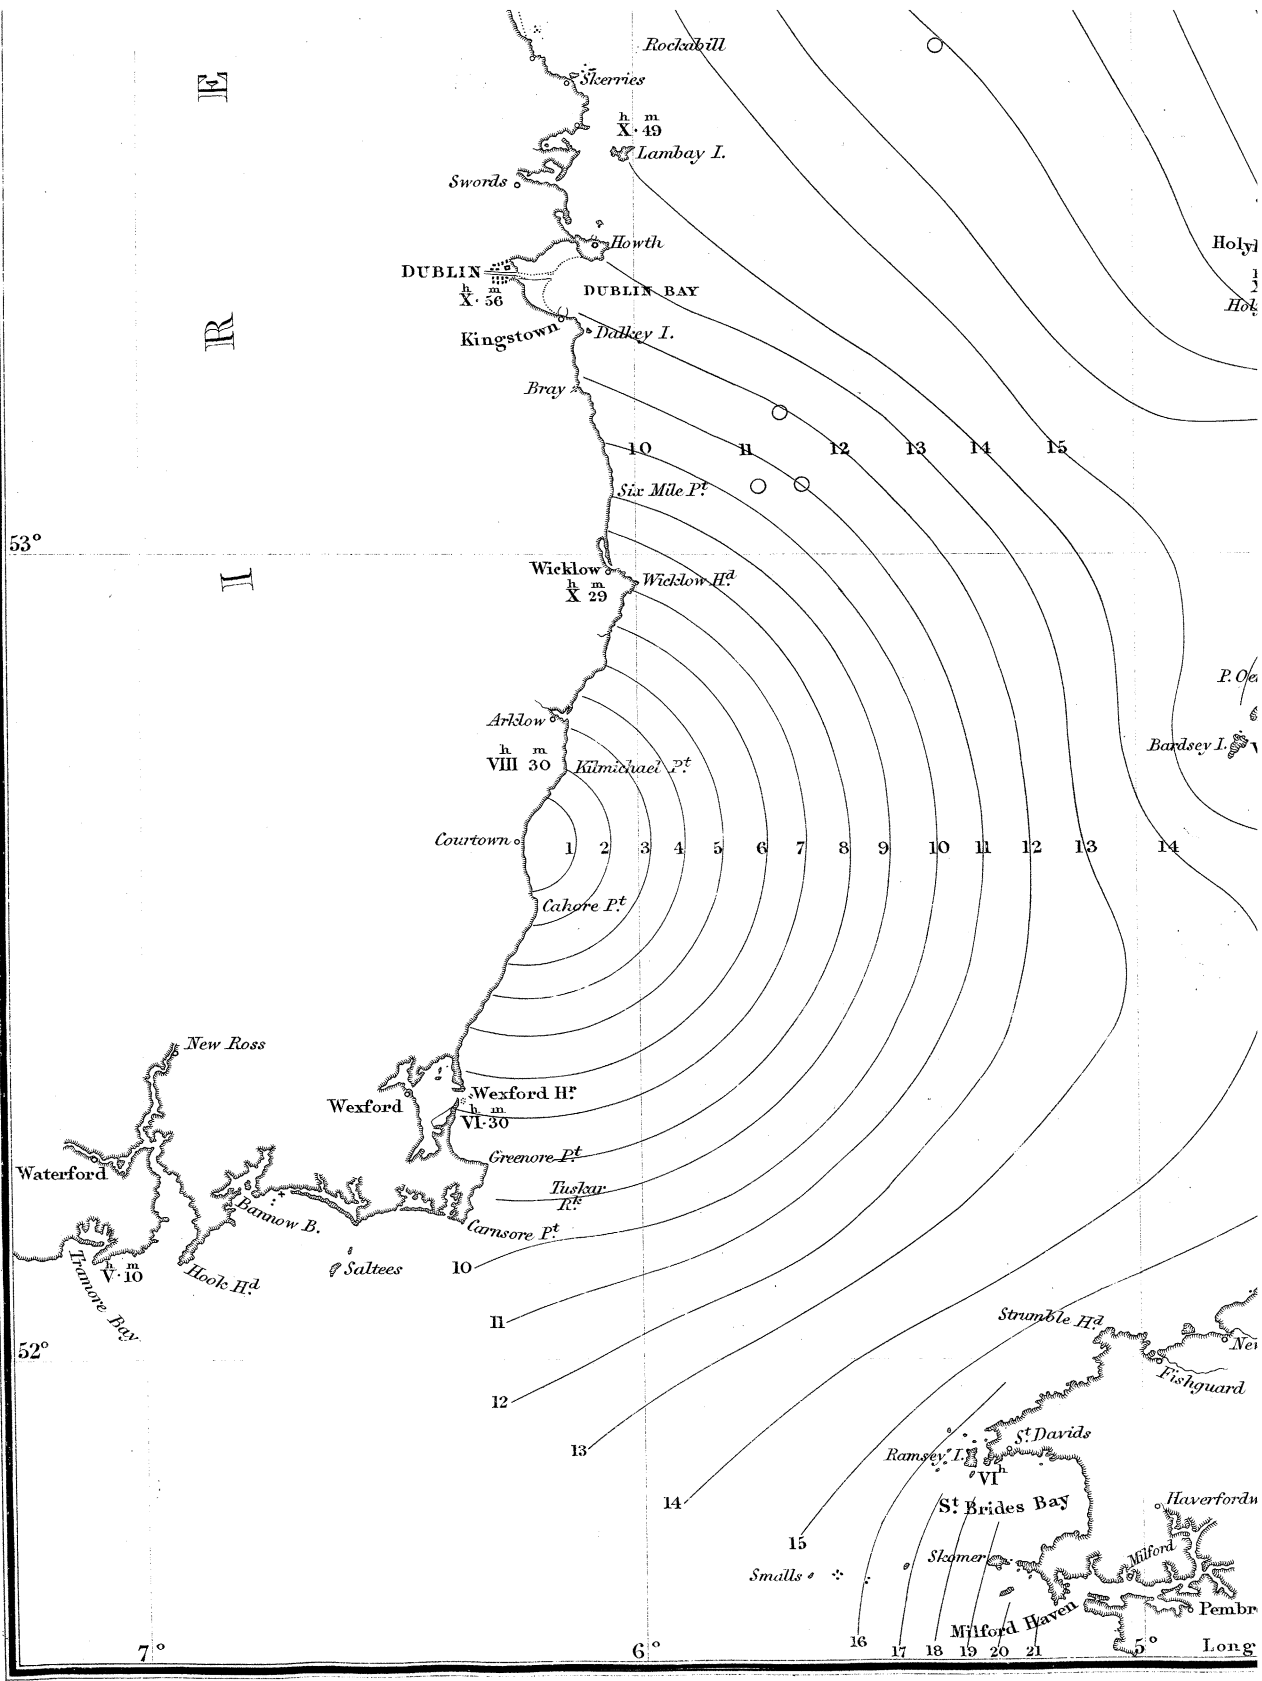 Rockabill
E
Skerries
h m
X·49
Lambay I.
Swords
Howth
Holyh
DUBLIN
h m
X·56
DUBLIN BAY
Kingstown
Dalkey I.
R
Bray
10 11 12 13 14 15
Six Mile Pt.
53°
Wicklow
h m
X 29
Wicklow Hd.
I
Arklow
h m
VIII 30
Kilmichael Pt.
Bardsey I.
Courtown
1 2 3 4 5 6 7 8 9 10 11 12 13 14
Cahore Pt.
New Ross
Wexford
Wexford Hr.
h m
VI·30
Waterford
Greenore Pt.
Tuskar
Rk.
Bannow B.
Carnsore Pt.
Tramore Bay
h m
V·10
Hook Hd.
Saltees
10
11
12
13
14
15
52°
Strumble Hd.
Fishguard
St. Davids
Ramsey I.
VIh
St. Brides Bay
Haverfordw
Smalls
Skomer
Milford
Milford Haven
Pembr
16 17 18 19 20 21
7° 6° 5° Long